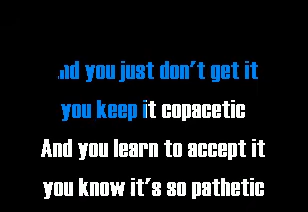 And you just don't get it
you keep it copacetic
And you learn to accept it
you know it's so pathetic